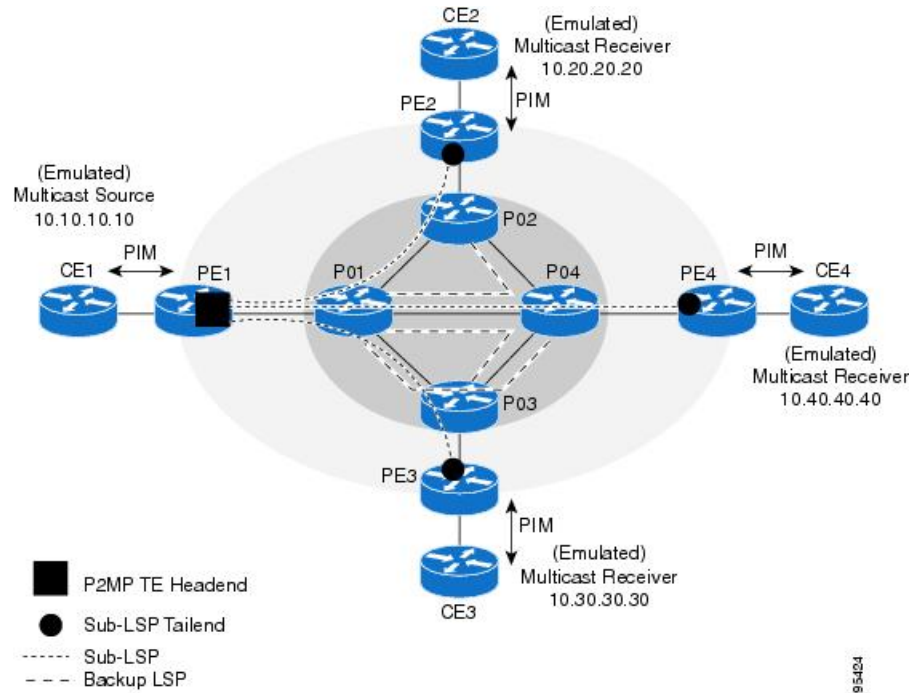 CE2
(Emulated)
Multicast Receiver
10.20.20.20
PE2
PIM
(Emulated)
Multicast Source
10.10.10.10
P02
PIM
CE1
PE1
P01
P04
PE4
PIM
CE4
(Emulated)
Multicast Receiver
10.40.40.40
P03
PE3
PIM
(Emulated)
Multicast Receiver
10.30.30.30
CE3
P2MP TE Headend
Sub-LSP Tailend
Sub-LSP
Backup LSP
95424